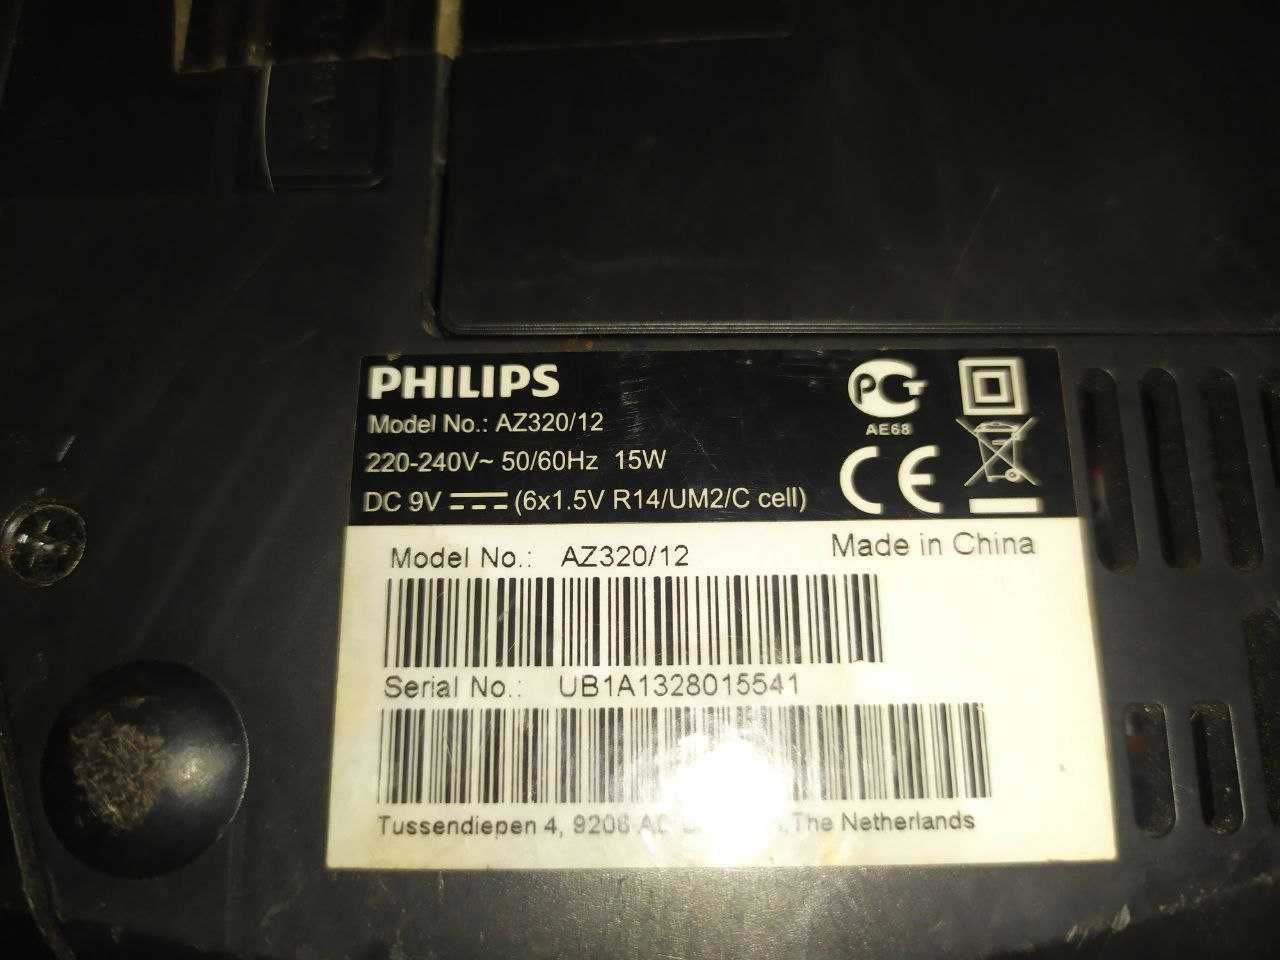 PHILIPS
Model No.: AZ320/12
220-240V~ 50/60Hz 15W
DC 9V (6x1.5V R14/UM2/C cell)
PCT
AE68
CE
Model No.: AZ320/12
Made in China
Serial No.: UB1A1328015541
Tussendiepen 4, 9206 The Netherlands